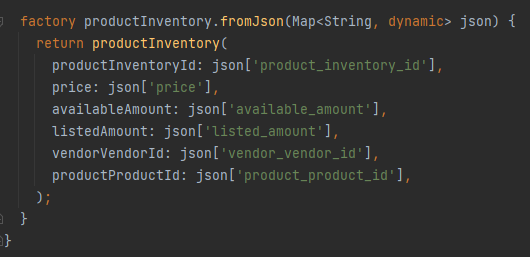 factory productInventory.fromJson(Map<String, dynamic> json) {
return productInventory(
productInventoryId: json['product_inventory_id'],
price: json['price'],
availableAmount: json['available_amount'],
listedAmount: json['listed_amount'],
vendorVendorId: json['vendor_vendor_id'],
productProductId: json['product_product_id'],
);
}
}